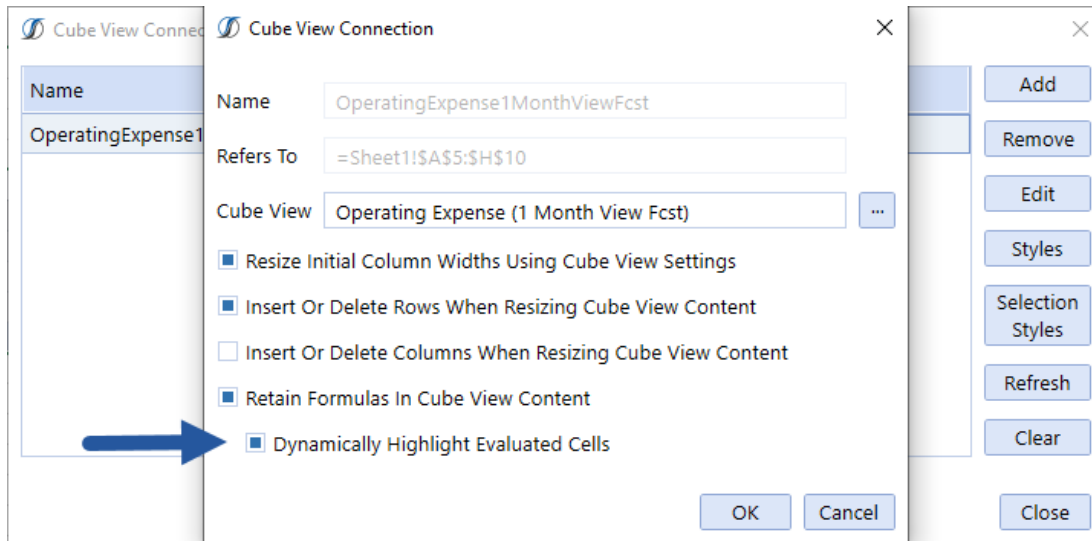 Cube View Connec
Cube View Connection
Name
OperatingExpense1
Name
OperatingExpense1MonthViewFcst
Refers To
=Sheet1!$A$5:$H$10
Cube View
Operating Expense (1 Month View Fcst)
...
Resize Initial Column Widths Using Cube View Settings
Insert Or Delete Rows When Resizing Cube View Content
Insert Or Delete Columns When Resizing Cube View Content
Retain Formulas In Cube View Content
Dynamically Highlight Evaluated Cells
OK
Cancel
Add
Remove
Edit
Styles
Selection
Styles
Refresh
Clear
Close